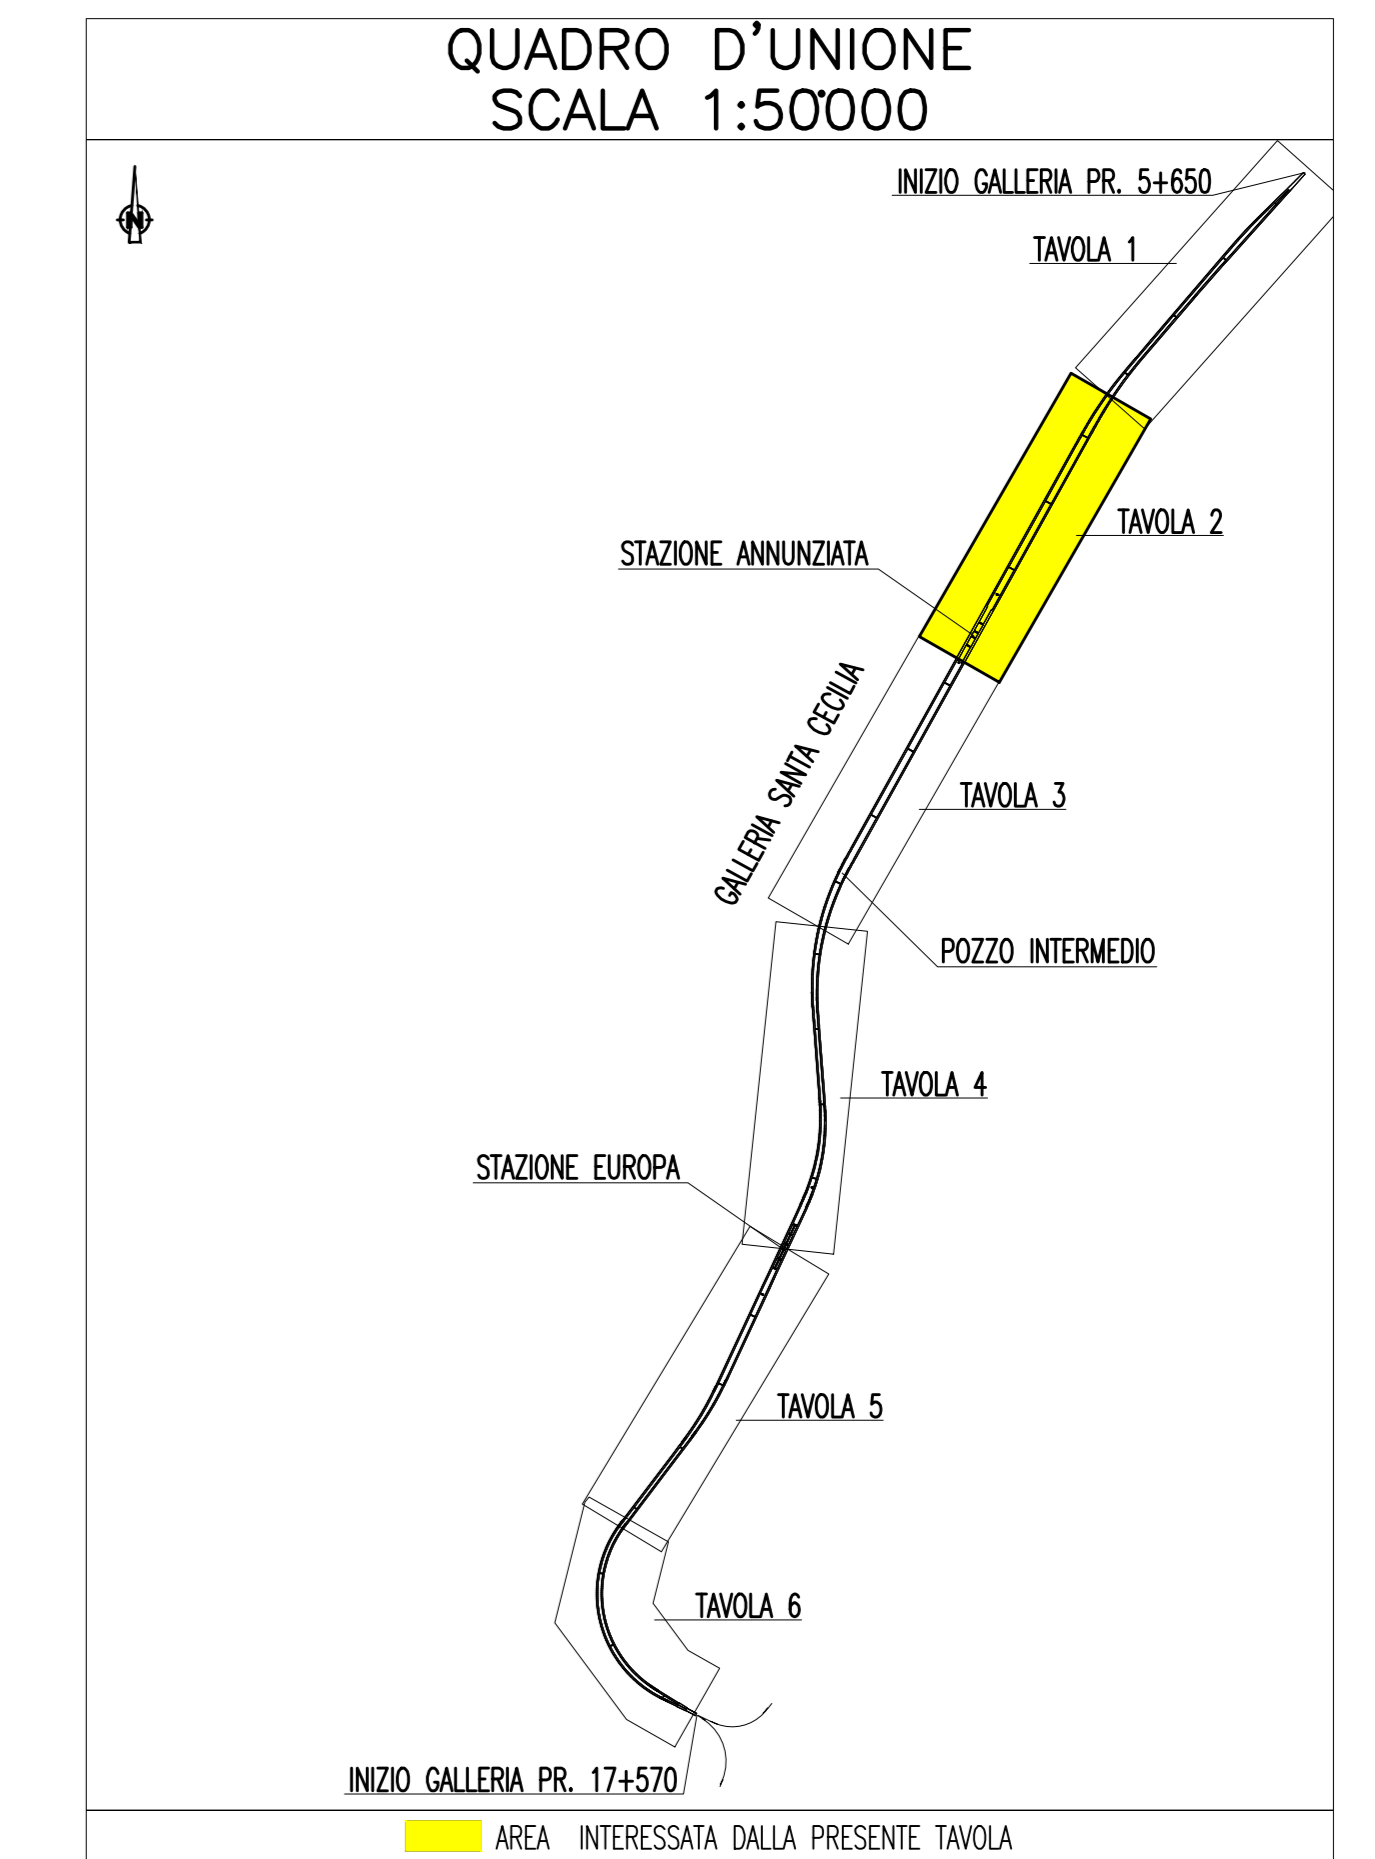 QUADRO D'UNIONE
SCALA 1:50'000
N
INIZIO GALLERIA PR. 5+650
TAVOLA 1
TAVOLA 2
STAZIONE ANNUNZIATA
GALLERIA SANTA CECILIA
TAVOLA 3
POZZO INTERMEDIO
TAVOLA 4
STAZIONE EUROPA
TAVOLA 5
TAVOLA 6
INIZIO GALLERIA PR. 17+570
AREA INTERESSATA DALLA PRESENTE TAVOLA